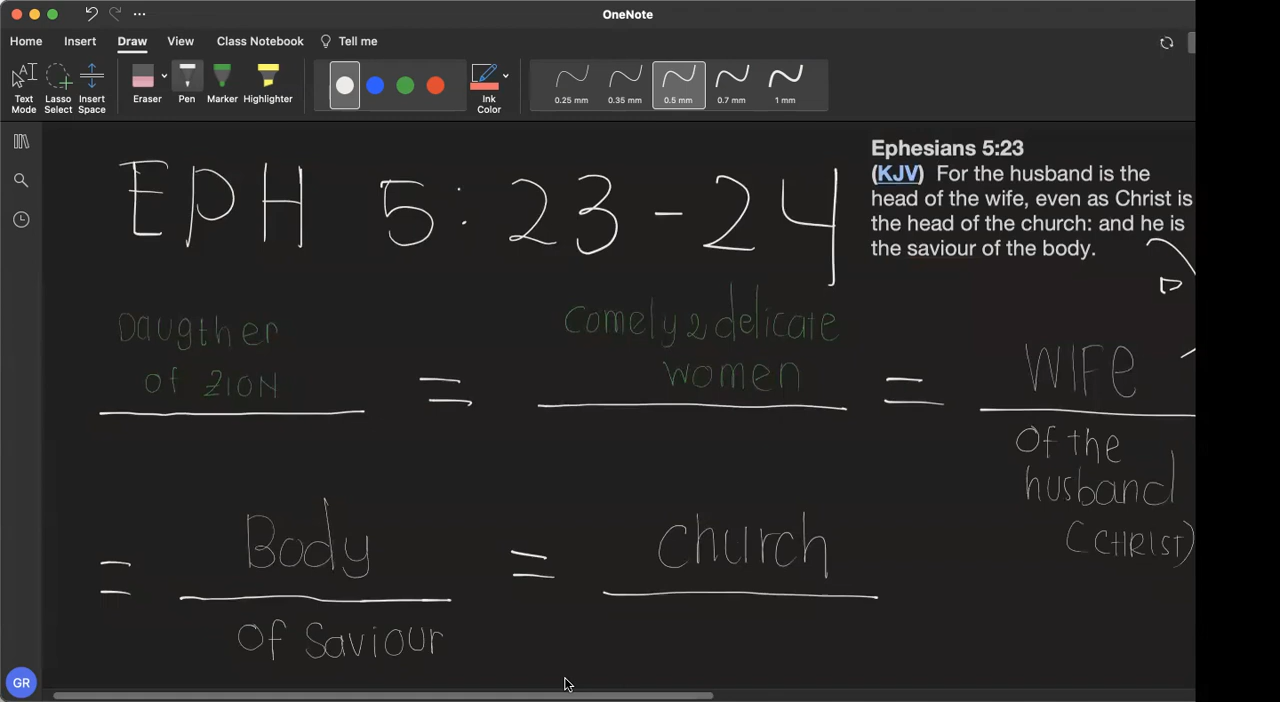 OneNote
Home Insert Draw View Class Notebook Tell me
Text Mode
Lasso Select
Insert Space
Eraser
Pen
Marker
Highlighter
Ink Color
0.25 mm
0.35 mm
0.5 mm
0.7 mm
1 mm
EPH 5:23-24
Ephesians 5:23
(KJV) For the husband is the
head of the wife, even as Christ is
the head of the church: and he is
the saviour of the body.
Daugther
of ZION
=
Comely & delicate
women
=
WIFE
Of the
husband
(CHRIST)
=
Body
Of Saviour
=
Church
GR